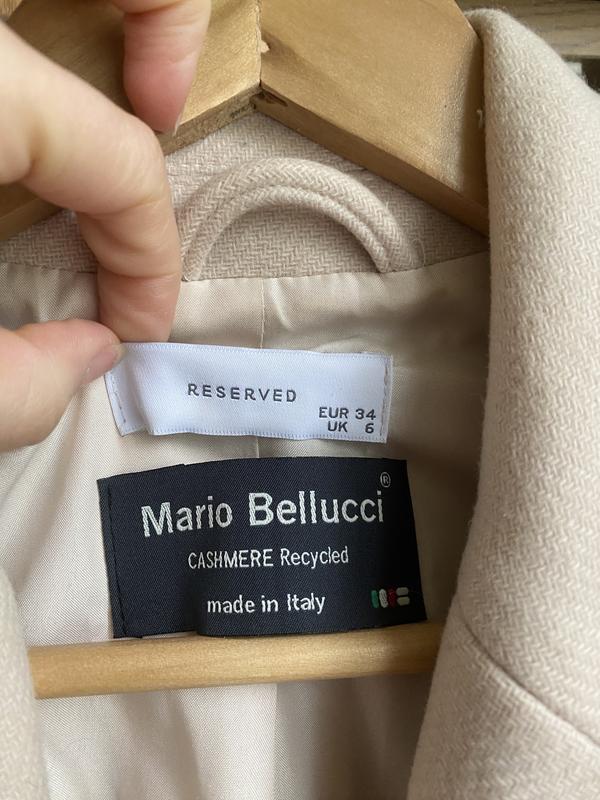 RESERVED
EUR 34
UK 6
Mario Bellucci®
CASHMERE Recycled
made in Italy